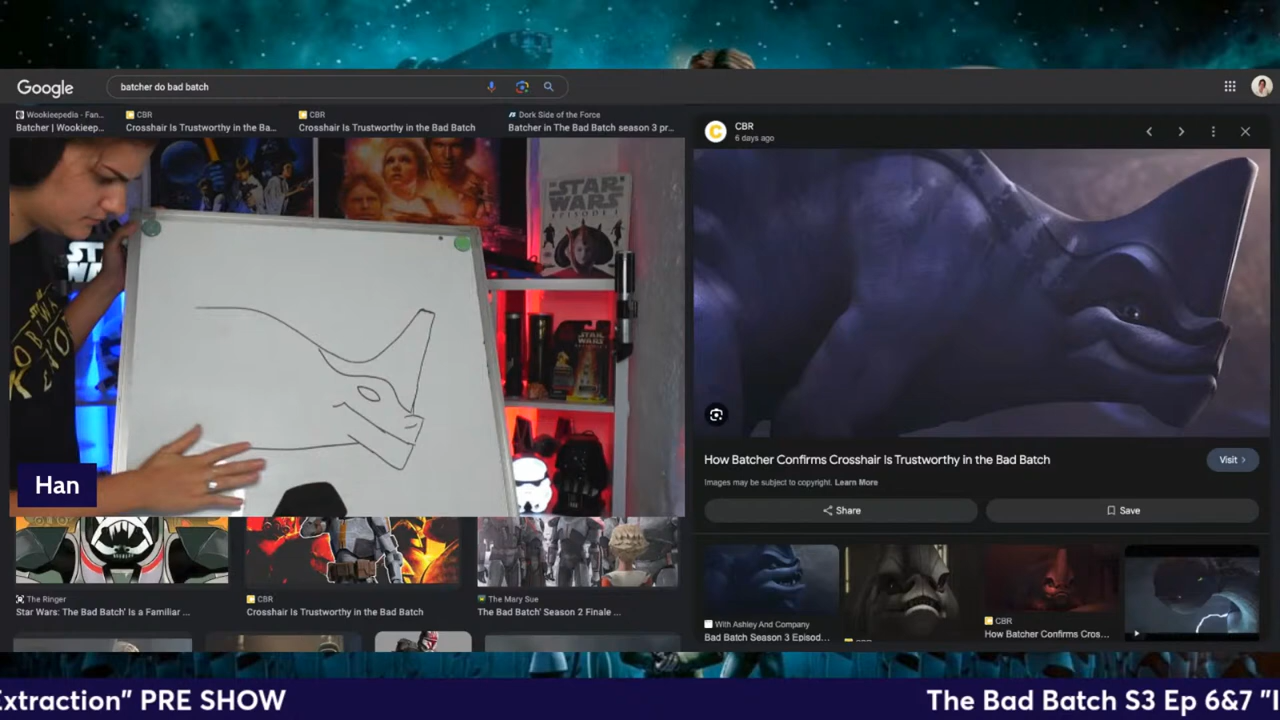 Google
batcher do bad batch
Wookieepedia - Fan...
Batcher | Wookieep...
CBR
Crosshair Is Trustworthy in the Ba...
CBR
Crosshair Is Trustworthy in the Bad Batch
Dork Side of the Force
Batcher in The Bad Batch season 3 pr...
CBR
6 days ago
STAR
WARS
EPISODE I
STAR
WARS
Han
How Batcher Confirms Crosshair Is Trustworthy in the Bad Batch
Visit
Images may be subject to copyright. Learn More
Share
Save
The Ringer
Star Wars: The Bad Batch' Is a Familiar ...
CBR
Crosshair Is Trustworthy in the Bad Batch
The Mary Sue
The Bad Batch' Season 2 Finale ...
With Ashley And Company
Bad Batch Season 3 Episod...
CBR
How Batcher Confirms Cros...
Extraction" PRE SHOW
The Bad Batch S3 Ep 6&7 "I